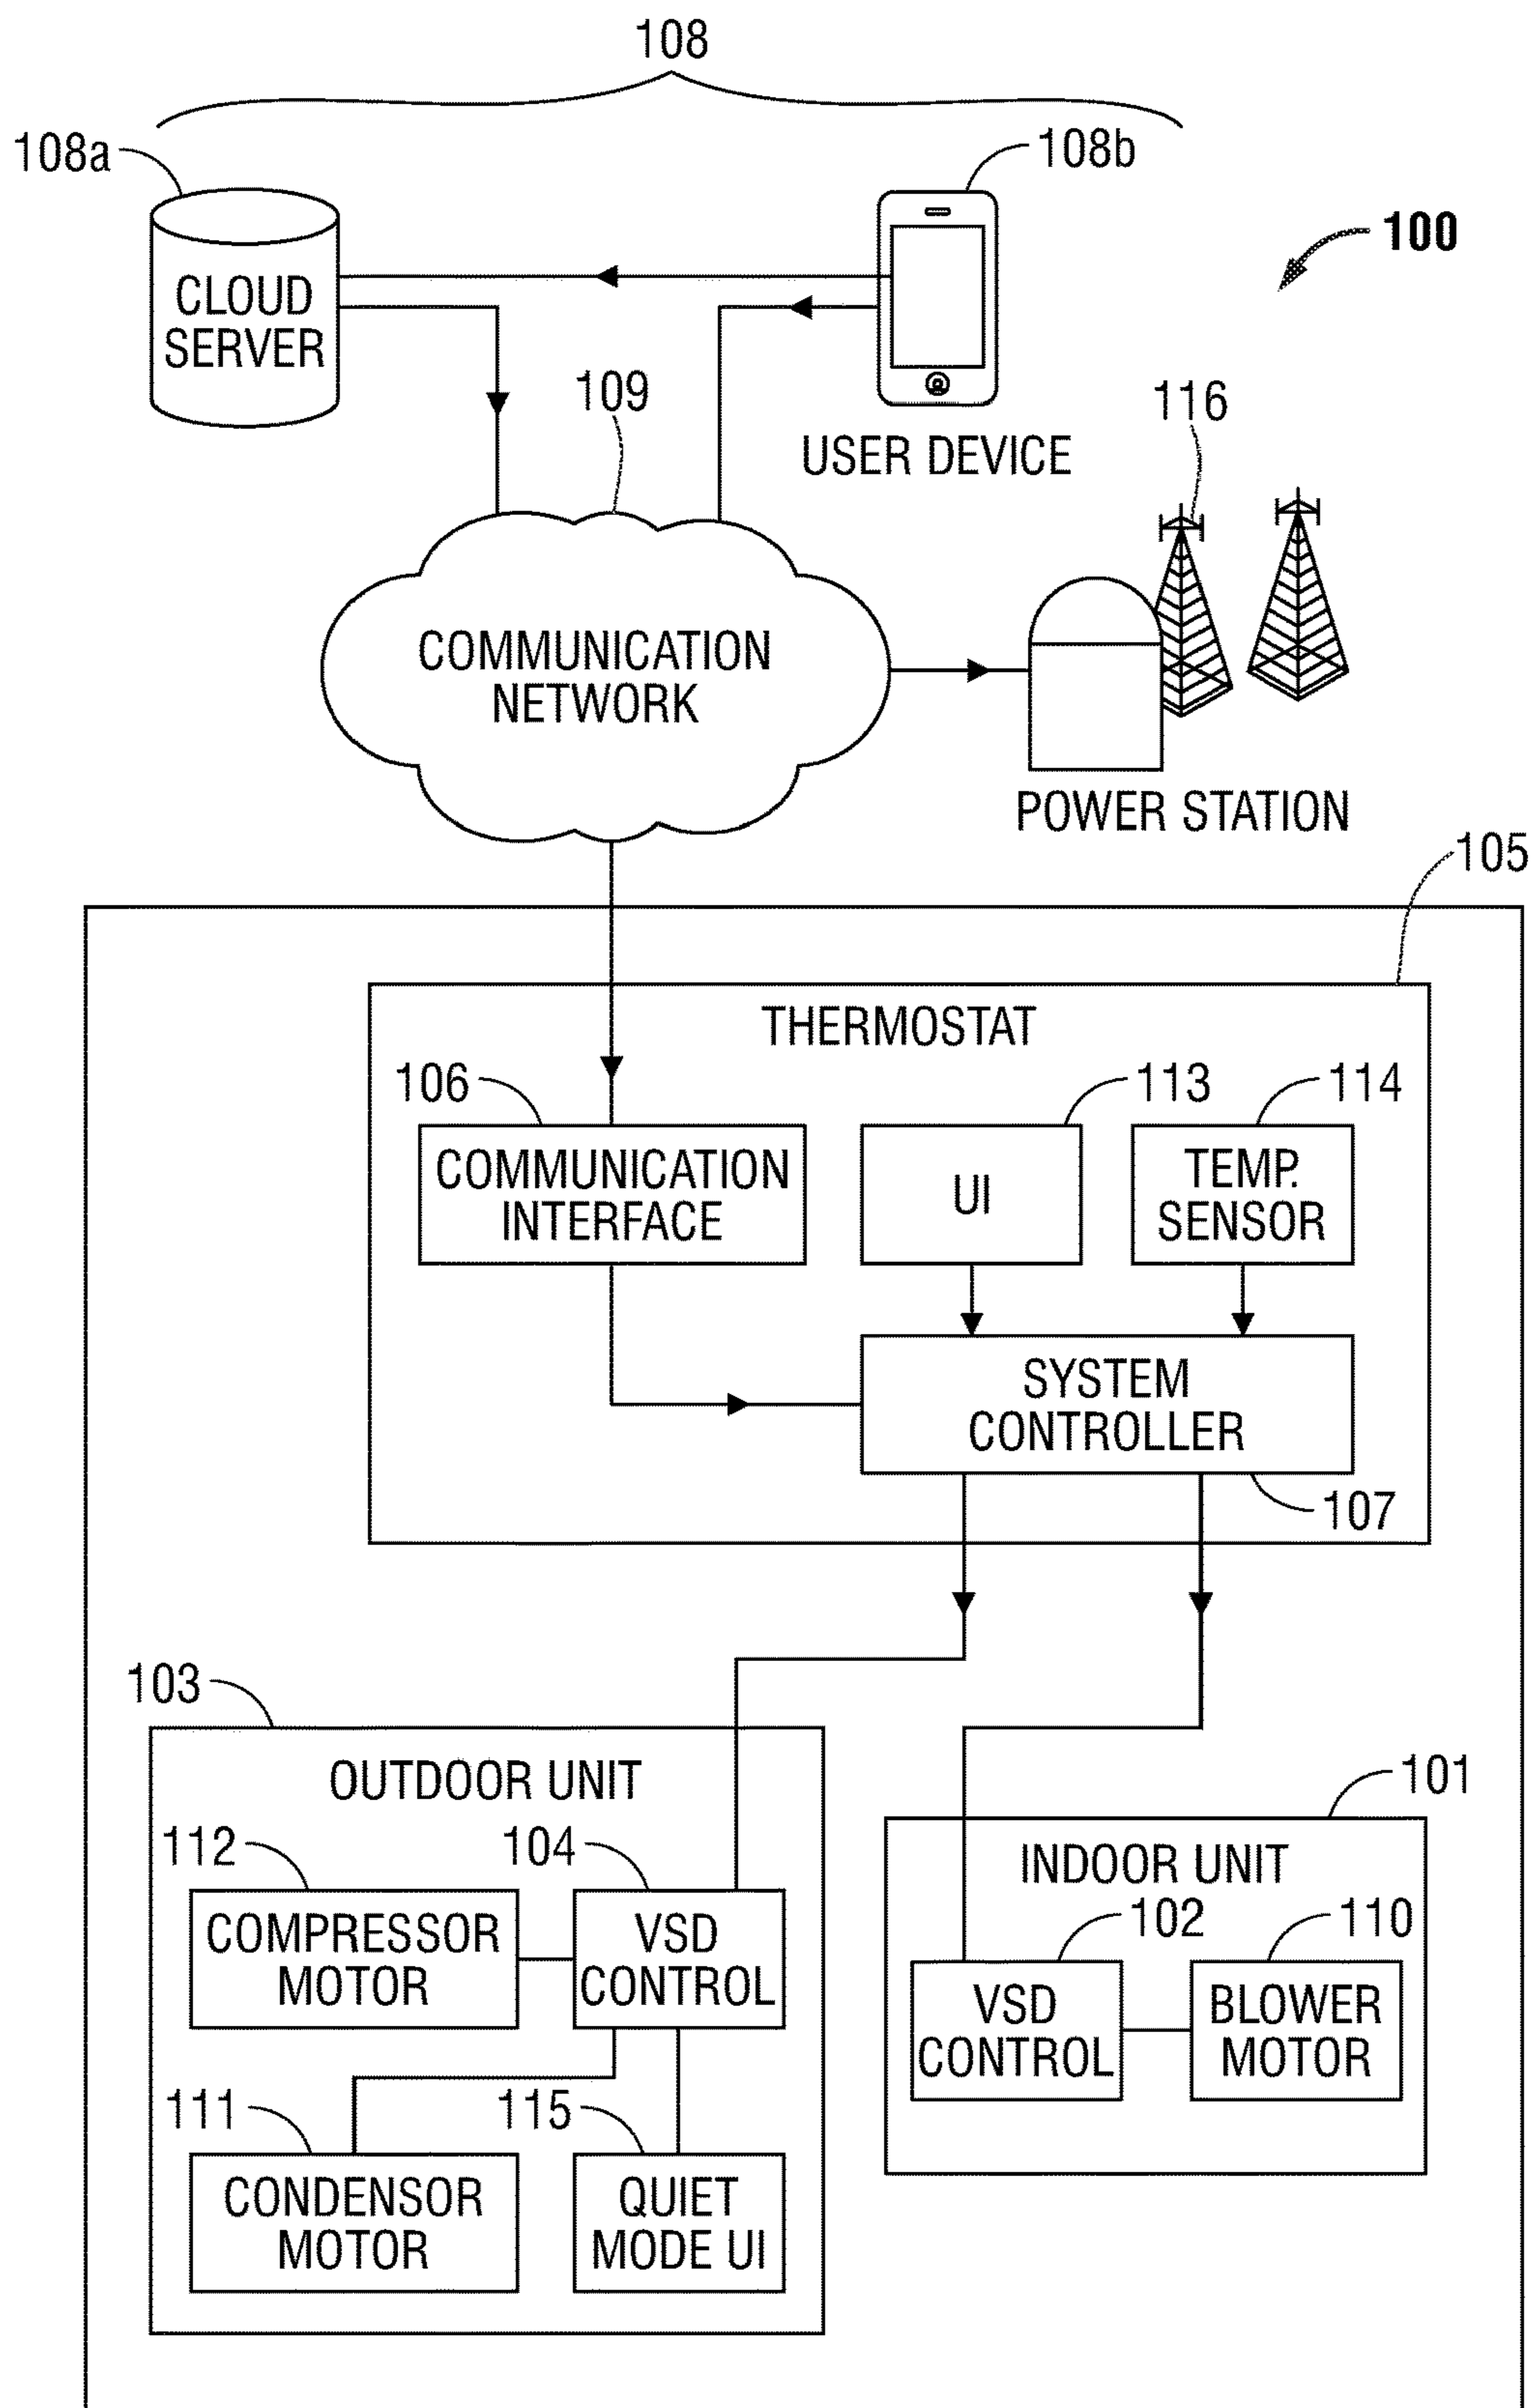 108
108a
108b
100
CLOUD
SERVER
109
116
USER DEVICE
COMMUNICATION
NETWORK
POWER STATION
105
THERMOSTAT
106
113
114
COMMUNICATION
INTERFACE
UI
TEMP.
SENSOR
SYSTEM
CONTROLLER
107
103
OUTDOOR UNIT
101
112
104
INDOOR UNIT
102
110
COMPRESSOR
MOTOR
VSD
CONTROL
VSD
CONTROL
BLOWER
MOTOR
111
115
CONDENSOR
MOTOR
QUIET
MODE UI